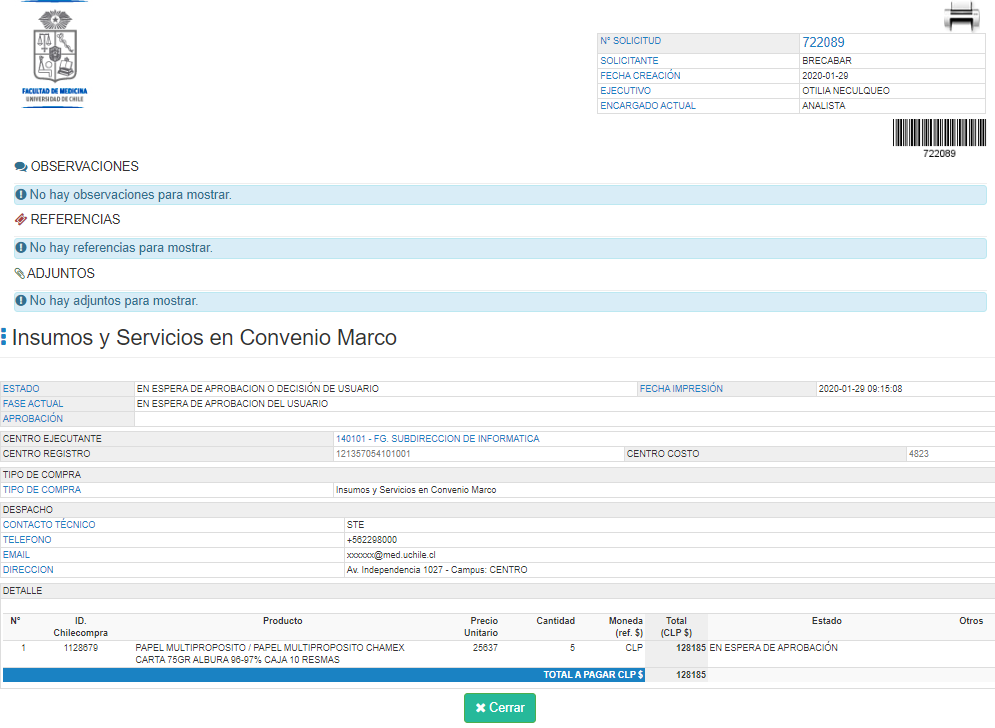 FACULTAD DE MEDICINA
UNIVERSIDAD DE CHILE
N° SOLICITUD 722089
SOLICITANTE BRECABAR
FECHA CREACIÓN 2020-01-29
EJECUTIVO OTILIA NECULQUEO
ENCARGADO ACTUAL ANALISTA
722089
OBSERVACIONES
No hay observaciones para mostrar.
REFERENCIAS
No hay referencias para mostrar.
ADJUNTOS
No hay adjuntos para mostrar.
Insumos y Servicios en Convenio Marco
ESTADO EN ESPERA DE APROBACION O DECISIÓN DE USUARIO FECHA IMPRESIÓN 2020-01-29 09:15:08
FASE ACTUAL EN ESPERA DE APROBACION DEL USUARIO
APROBACIÓN
CENTRO EJECUTANTE 140101 - FG. SUBDIRECCION DE INFORMATICA
CENTRO REGISTRO 121357054101001 CENTRO COSTO 4823
TIPO DE COMPRA
TIPO DE COMPRA Insumos y Servicios en Convenio Marco
DESPACHO
CONTACTO TÉCNICO STE
TELEFONO +562298000
EMAIL xxxxxx@med.uchile.cl
DIRECCION Av. Independencia 1027 - Campus: CENTRO
DETALLE
N° ID. Producto Precio Cantidad Moneda Total Estado Otros
Chilecompra Unitario (ref. $) (CLP $)
1 1128679 PAPEL MULTIPROPOSITO / PAPEL MULTIPROPOSITO CHAMEX 25637 5 CLP 128185 EN ESPERA DE APROBACIÓN
CARTA 75GR ALBURA 96-97% CAJA 10 RESMAS
TOTAL A PAGAR CLP $ 128185
Cerrar